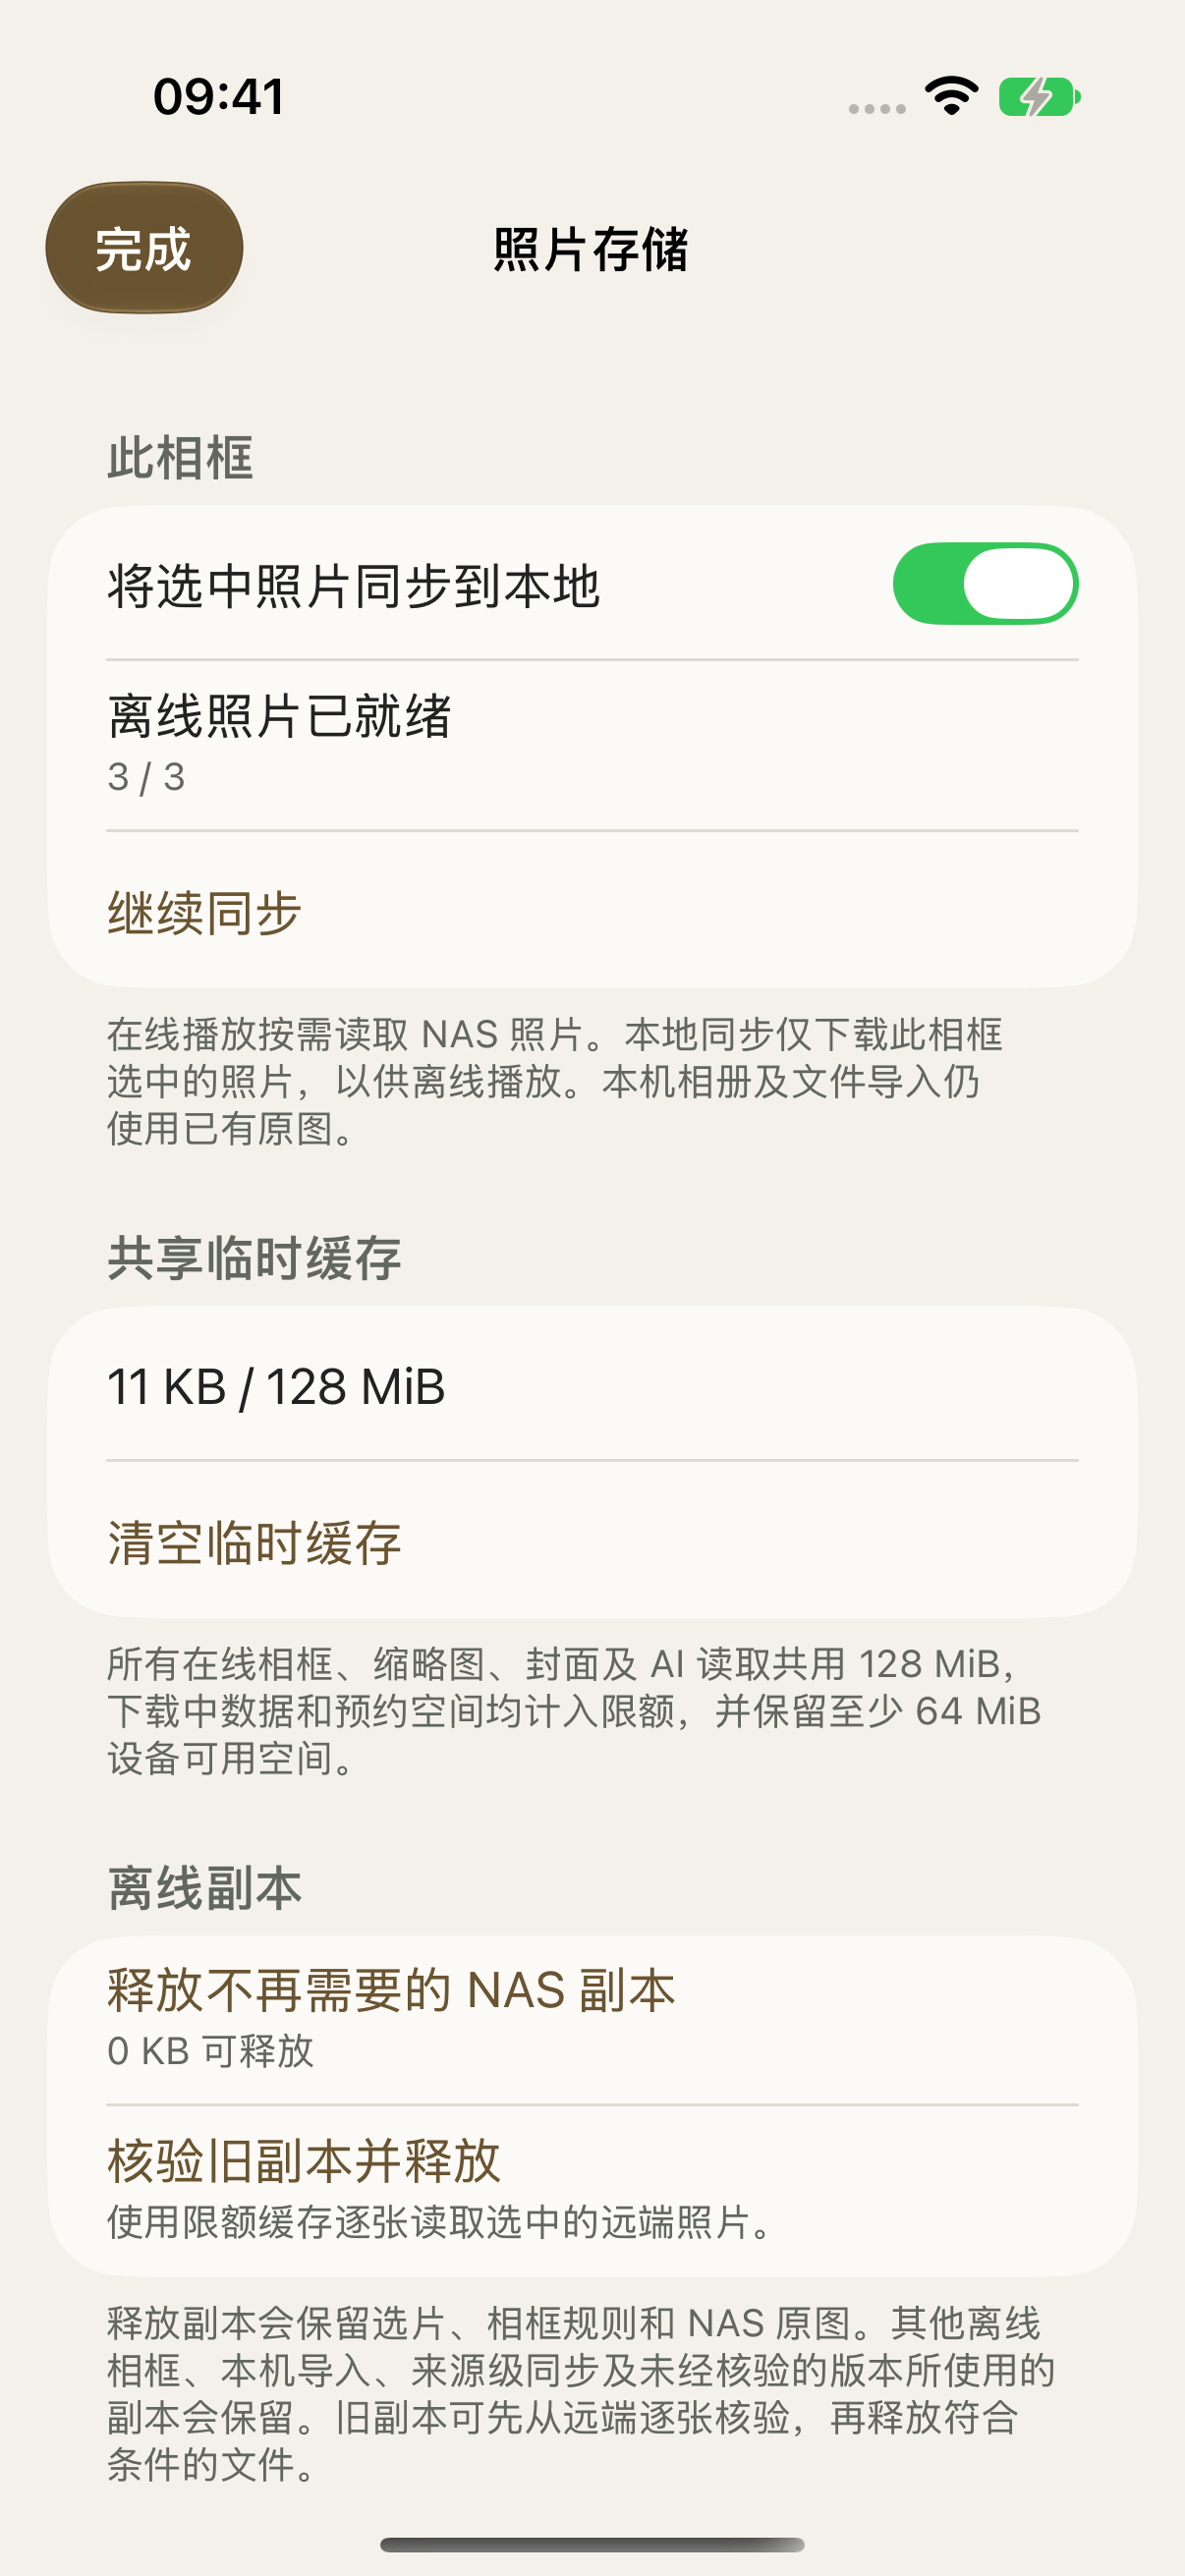 09:41
完成
照片存储
此相框
将选中照片同步到本地
离线照片已就绪
3 / 3
继续同步
在线播放按需读取 NAS 照片。本地同步仅下载此相框
选中的照片，以供离线播放。本机相册及文件导入仍
使用已有原图。
共享临时缓存
11 KB / 128 MiB
清空临时缓存
所有在线相框、缩略图、封面及 AI 读取共用 128 MiB，
下载中数据和预约空间均计入限额，并保留至少 64 MiB
设备可用空间。
离线副本
释放不再需要的 NAS 副本
0 KB 可释放
核验旧副本并释放
使用限额缓存逐张读取选中的远端照片。
释放副本会保留选片、相框规则和 NAS 原图。其他离线
相框、本机导入、来源级同步及未经核验的版本所使用的
副本会保留。旧副本可先从远端逐张核验，再释放符合
条件的文件。